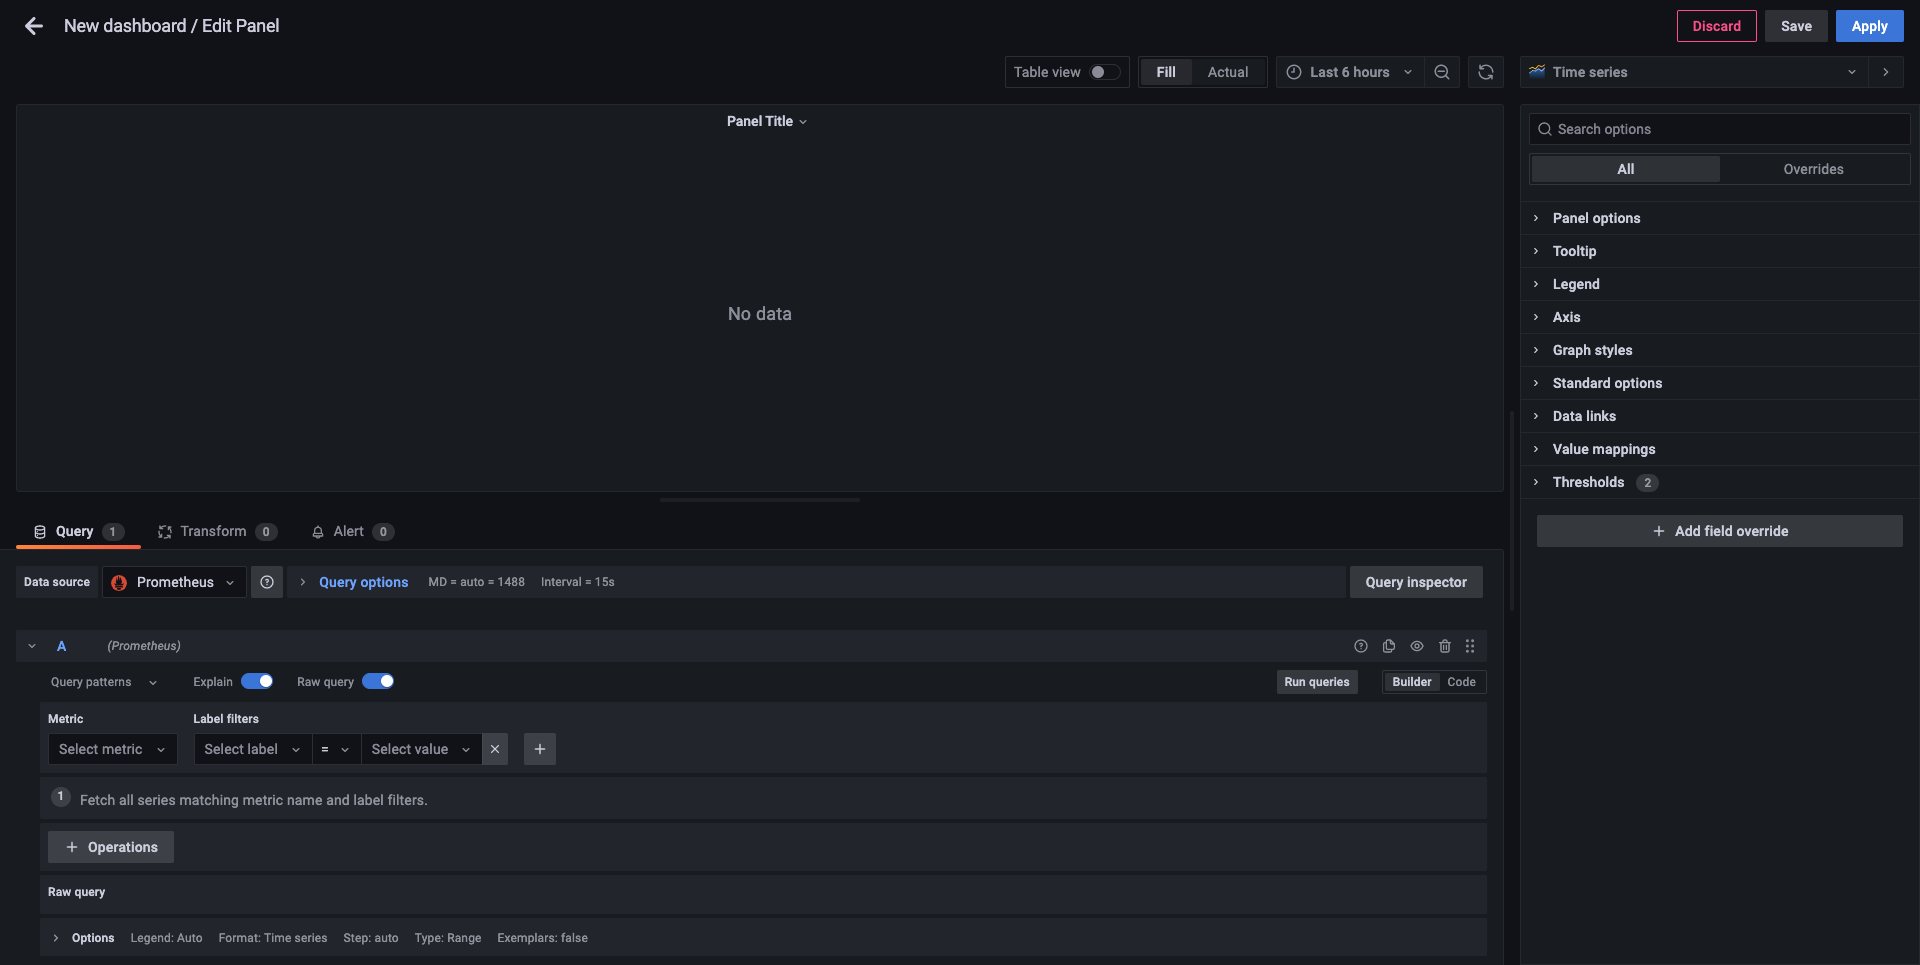 New dashboard / Edit Panel
Discard Save Apply
Table view Fill Actual Last 6 hours Time series
Panel Title
No data
Search options
All Overrides
Panel options
Tooltip
Legend
Axis
Graph styles
Standard options
Data links
Value mappings
Thresholds 2
+ Add field override
Query 1 Transform 0 Alert 0
Data source Prometheus Query options MD = auto = 1488 Interval = 15s Query inspector
A (Prometheus)
Query patterns Explain Raw query Run queries Builder Code
Metric Label filters
Select metric Select label = Select value
1 Fetch all series matching metric name and label filters.
+ Operations
Raw query
Options Legend: Auto Format: Time series Step: auto Type: Range Exemplars: false